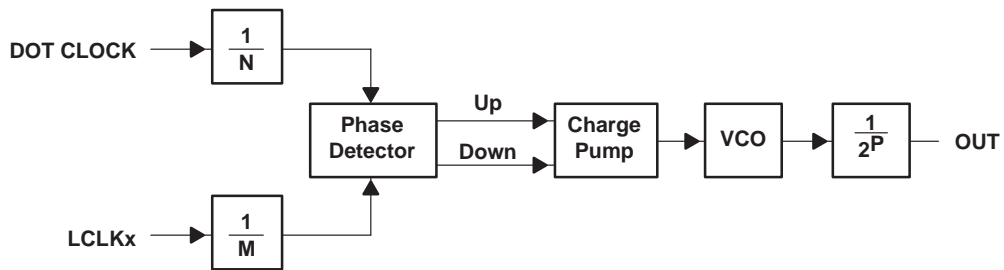 DOT CLOCK
1
N
Phase
Detector
Up
Down
Charge
Pump
VCO
1
2P
OUT
LCLKx
1
M